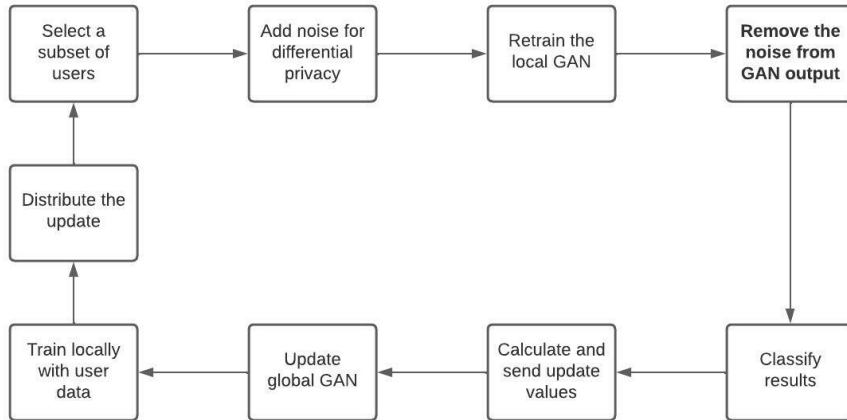 Select a
subset of
users
Add noise for
differential
privacy
Retrain the
local GAN
Remove the
noise from
GAN output
Distribute the
update
Train locally
with user
data
Update
global GAN
Calculate and
send update
values
Classify
results